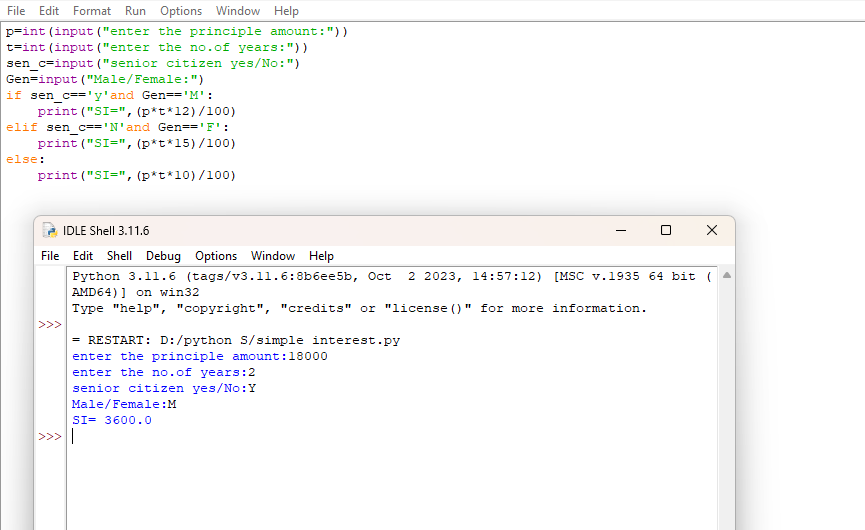 File Edit Format Run Options Window Help
p=int(input("enter the principle amount:"))
t=int(input("enter the no.of years:"))
sen_c=input("senior citizen yes/No:")
Gen=input("Male/Female:")
if sen_c=='y'and Gen=='M':
    print("SI=",(p*t*12)/100)
elif sen_c=='N'and Gen=='F':
    print("SI=",(p*t*15)/100)
else:
    print("SI=",(p*t*10)/100)
IDLE Shell 3.11.6
File Edit Shell Debug Options Window Help
Python 3.11.6 (tags/v3.11.6:8b6ee5b, Oct  2 2023, 14:57:12) [MSC v.1935 64 bit (
AMD64)] on win32
Type "help", "copyright", "credits" or "license()" for more information.
>>>
= RESTART: D:/python S/simple interest.py
enter the principle amount:18000
enter the no.of years:2
senior citizen yes/No:Y
Male/Female:M
SI= 3600.0
>>>